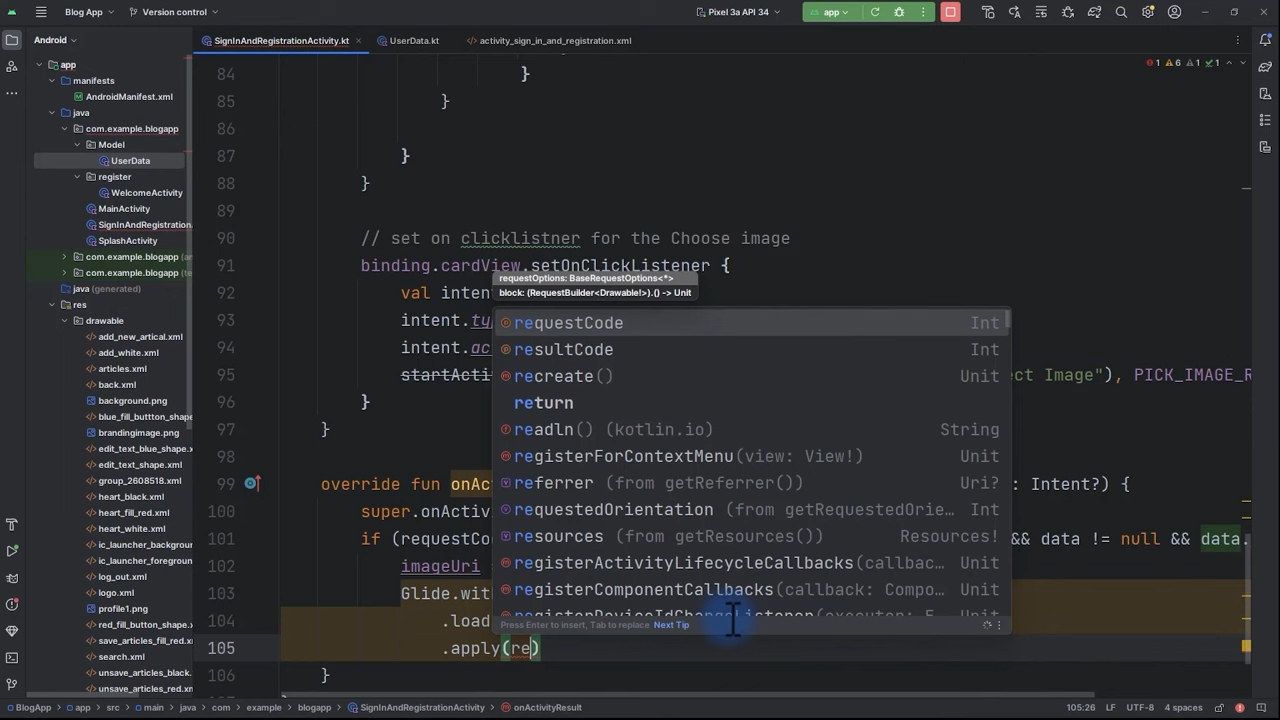 Blog App
Version control
Pixel 3a API 34
app
Android
SignInAndRegistrationActivity.kt
UserData.kt
activity_sign_in_and_registration.xml
app
manifests
AndroidManifest.xml
java
com.example.blogapp
Model
UserData
register
WelcomeActivity
MainActivity
SignInAndRegistration
SplashActivity
com.example.blogapp (an
com.example.blogapp (te
java (generated)
res
drawable
add_new_artical.xml
add_white.xml
articles.xml
back.xml
background.png
blue_fill_buttton_shape
brandingimage.png
edit_text_blue_shape.x
edit_text_shape.xml
group_2608518.xml
heart_black.xml
heart_fill_red.xml
heart_white.xml
ic_launcher_backgroun
ic_launcher_foregroun
log_out.xml
logo.xml
profile1.png
red_fill_button_shape.x
save_articles_fill_red.x
search.xml
unsave_articles_black.
unsave_articles_red.xml
1 6 1 1
84 }
85 }
86
87 }
88 }
89
90 // set on clicklistner for the Choose image
91 binding.cardView.setOnClickListener {
92 val intent
93 intent.ty
94 intent.ac
95 startActi ect Image"), PICK_IMAGE_R
96 }
97 }
98
99 override fun onAc : Intent?) {
100 super.onActiv
101 if (requestCo && data != null && data.
102 imageUri
103 Glide.wit
104 .load
105 .apply(re)
106 }
requestOptions: BaseRequestOptions<*>
block: (RequestBuilder<Drawable!>).() -> Unit
requestCode Int
resultCode Int
recreate() Unit
return
readln() (kotlin.io) String
registerForContextMenu(view: View!) Unit
referrer (from getReferrer()) Uri?
requestedOrientation (from getRequestedOrie… Int
resources (from getResources()) Resources!
registerActivityLifecycleCallbacks(callbac… Unit
registerComponentCallbacks(callback: Compo… Unit
Press Enter to insert, Tab to replace Next Tip
BlogApp app src main java com example blogapp SignInAndRegistrationActivity onActivityResult
105:26 LF UTF-8 4 spaces